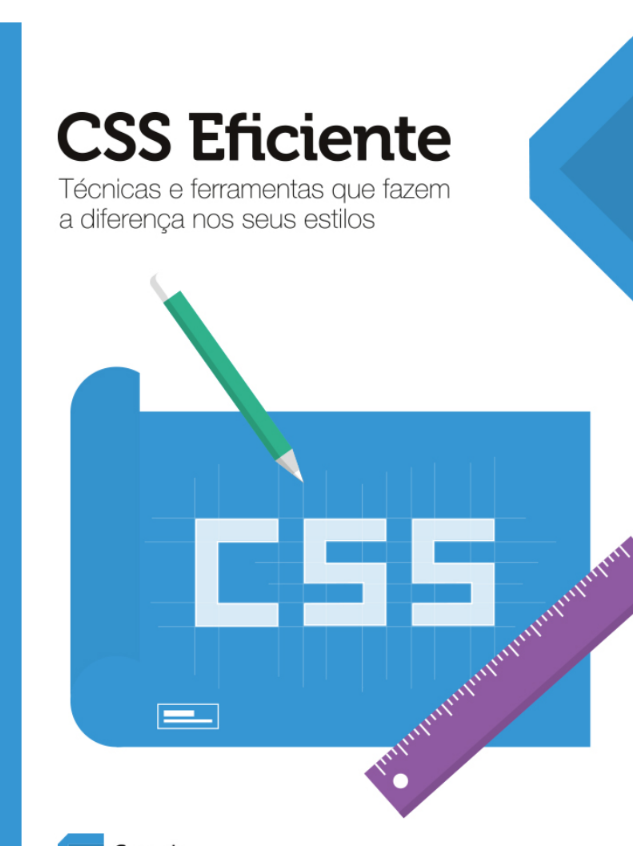 CSS Eficiente
Técnicas e ferramentas que fazem
a diferença nos seus estilos
CSS